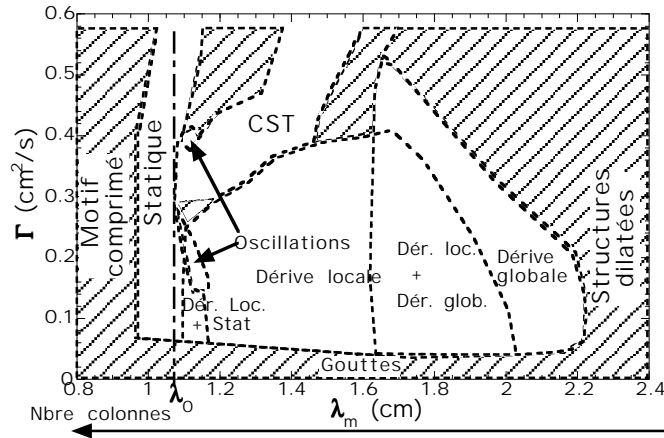 0.6
0.5
0.4
0.3
0.2
0.1
0
Γ (cm²/s)
Motif
comprimé
Statique
CST
Oscillations
Dérive locale
Dér. loc.
+
Dér. glob.
Dérive
globale
Structures
dilatées
Dér. Loc.
+ Stat
Gouttes
0.8 1 1.2 1.4 1.6 1.8 2 2.2 2.4
λ₀
λm (cm)
Nbre colonnes